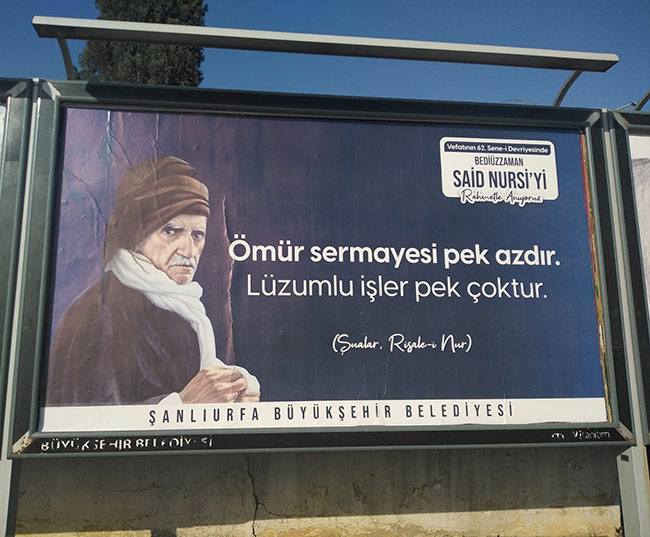 Vefatının 62. Sene-i Devriyesinde
BEDİÜZZAMAN
SAİD NURSİ'Yİ
Rahmetle Anıyoruz
Ömür sermayesi pek azdır.
Lüzumlu işler pek çoktur.
(Şualar, Risale-i Nur)
ŞANLIURFA BÜYÜKŞEHİR BELEDİYESİ
BÜYÜKŞEHİR BELEDİYESİ